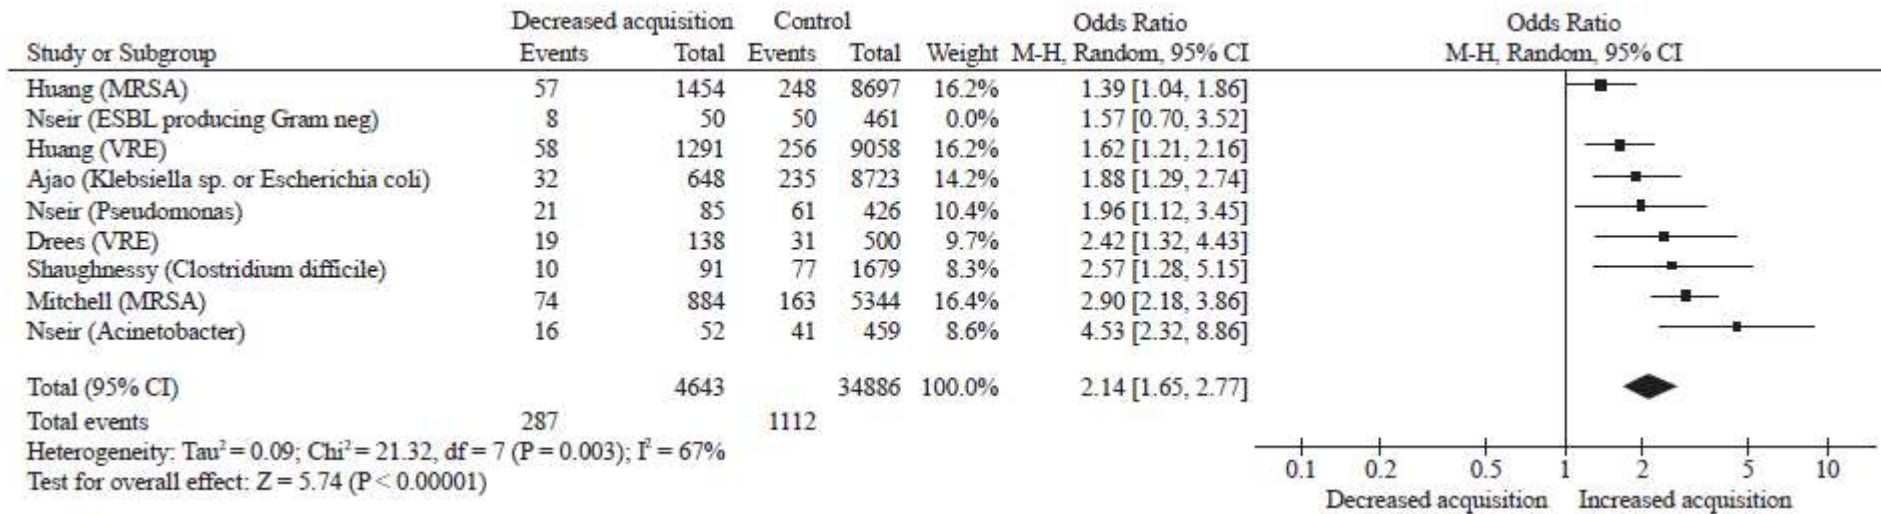 Decreased acquisition Control Odds Ratio Odds Ratio
Study or Subgroup Events Total Events Total Weight M-H, Random, 95% CI M-H, Random, 95% CI
Huang (MRSA) 57 1454 248 8697 16.2% 1.39 [1.04, 1.86]
Nseir (ESBL producing Gram neg) 8 50 50 461 0.0% 1.57 [0.70, 3.52]
Huang (VRE) 58 1291 256 9058 16.2% 1.62 [1.21, 2.16]
Ajao (Klebsiella sp. or Escherichia coli) 32 648 235 8723 14.2% 1.88 [1.29, 2.74]
Nseir (Pseudomonas) 21 85 61 426 10.4% 1.96 [1.12, 3.45]
Drees (VRE) 19 138 31 500 9.7% 2.42 [1.32, 4.43]
Shaughnessy (Clostridium difficile) 10 91 77 1679 8.3% 2.57 [1.28, 5.15]
Mitchell (MRSA) 74 884 163 5344 16.4% 2.90 [2.18, 3.86]
Nseir (Acinetobacter) 16 52 41 459 8.6% 4.53 [2.32, 8.86]
Total (95% CI) 4643 34886 100.0% 2.14 [1.65, 2.77]
Total events 287 1112
Heterogeneity: Tau² = 0.09; Chi² = 21.32, df = 7 (P = 0.003); I² = 67%
Test for overall effect: Z = 5.74 (P < 0.00001)
0.1 0.2 0.5 1 2 5 10
Decreased acquisition Increased acquisition